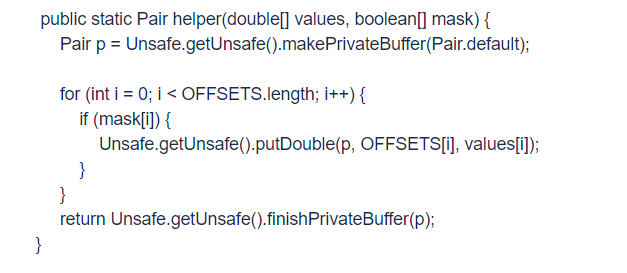 public static Pair helper(double[] values, boolean[] mask) {
Pair p = Unsafe.getUnsafe().makePrivateBuffer(Pair.default);
for (int i = 0; i < OFFSETS.length; i++) {
if (mask[i]) {
Unsafe.getUnsafe().putDouble(p, OFFSETS[i], values[i]);
}
}
return Unsafe.getUnsafe().finishPrivateBuffer(p);
}